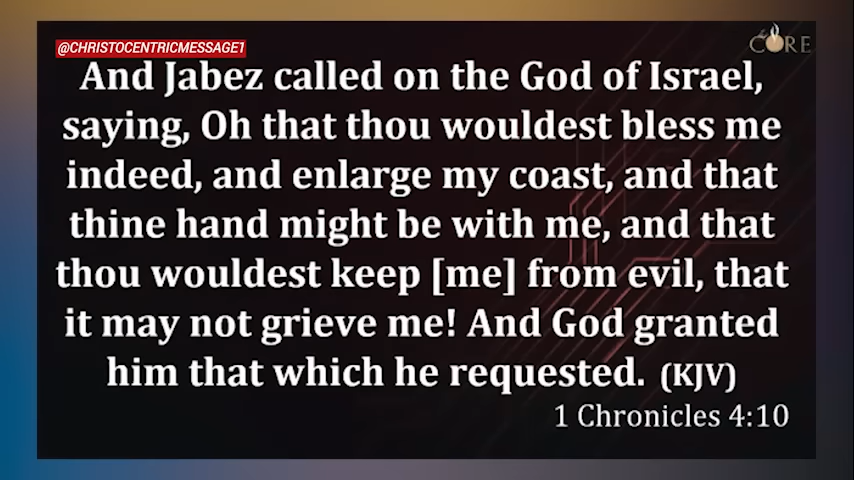 @CHRISTOCENTRICMESSAGE1
CORE
And Jabez called on the God of Israel,
saying, Oh that thou wouldest bless me
indeed, and enlarge my coast, and that
thine hand might be with me, and that
thou wouldest keep [me] from evil, that
it may not grieve me! And God granted
him that which he requested. (KJV)
1 Chronicles 4:10